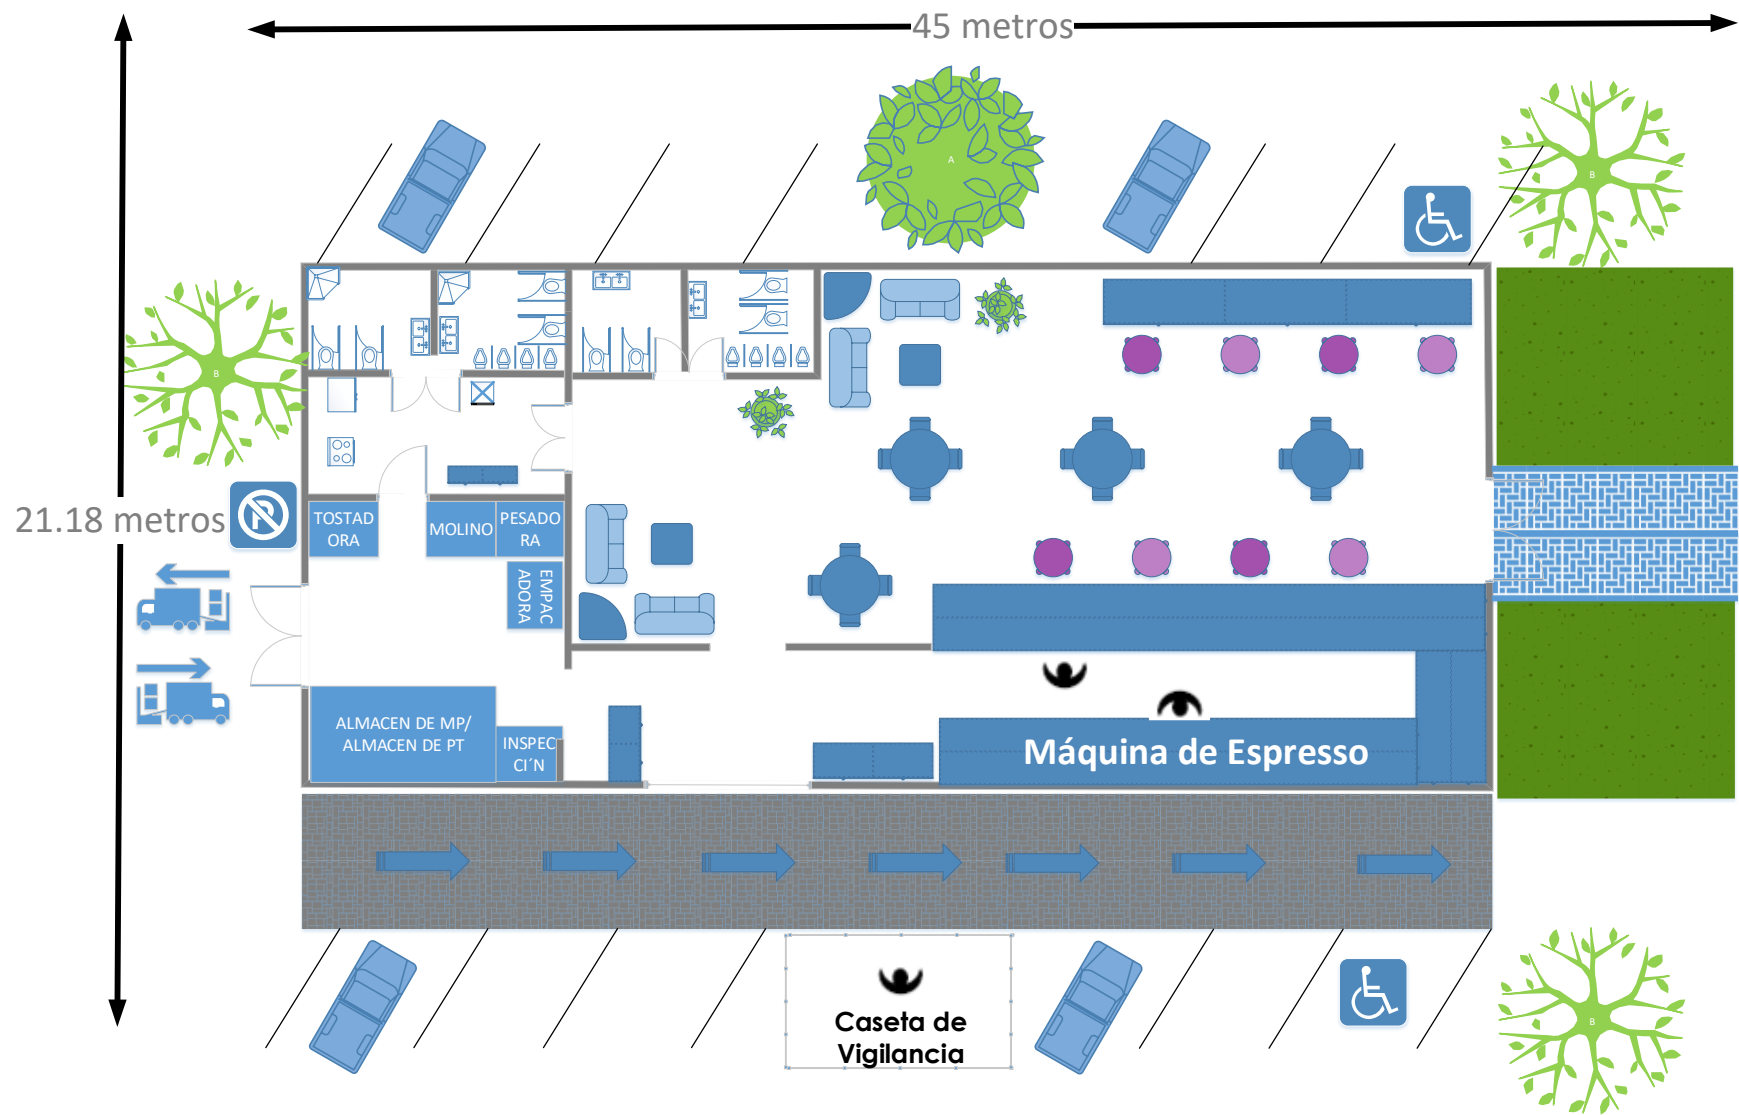 45 metros
A
B
B
21.18 metros
TOSTAD
ORA
MOLINO
PESADO
RA
EMPAC
ADORA
ALMACEN DE MP/
ALMACEN DE PT
INSPEC
CI´N
Máquina de Espresso
Caseta de
Vigilancia
B